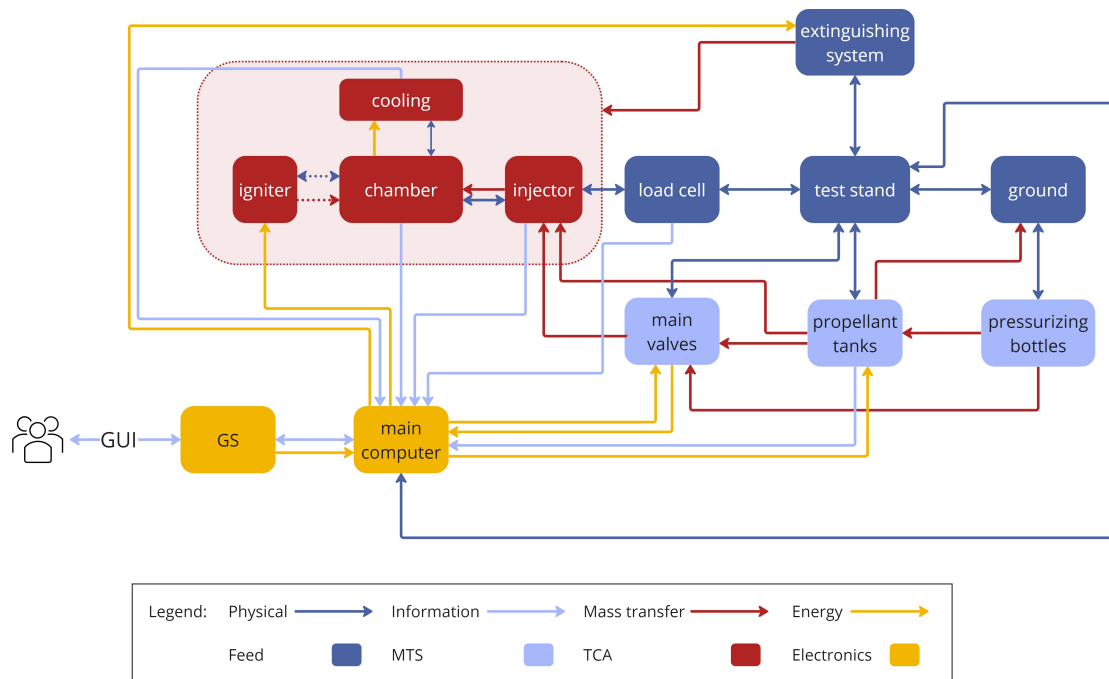 extinguishing
system
cooling
igniter
chamber
injector
load cell
test stand
ground
main
valves
propellant
tanks
pressurizing
bottles
GUI
GS
main
computer
Legend: Physical Information Mass transfer Energy
Feed MTS TCA Electronics